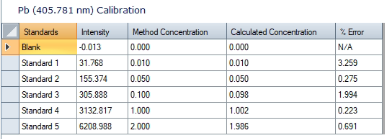 Pb (405.781 nm) Calibration
Standards Intensity Method Concentration Calculated Concentration % Error
Blank -0.013 0.000 0.000 N/A
Standard 1 31.768 0.010 0.010 3.259
Standard 2 155.374 0.050 0.050 0.275
Standard 3 305.888 0.100 0.098 1.994
Standard 4 3132.817 1.000 1.002 0.223
Standard 5 6208.988 2.000 1.986 0.691